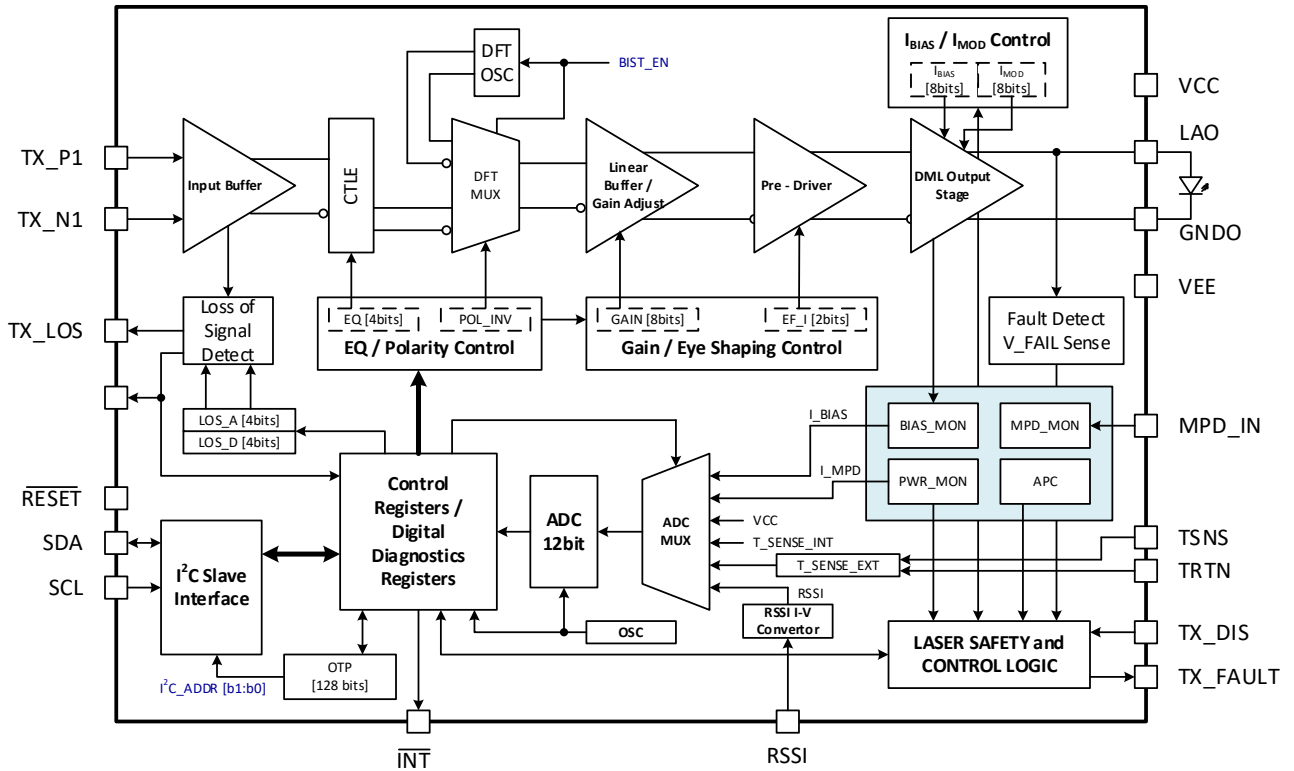 DFT
OSC
BIST_EN
I_BIAS / I_MOD Control
I_BIAS
[8bits]
I_MOD
[8bits]
VCC
LAO
TX_P1
Input Buffer
CTLE
DFT
MUX
Linear
Buffer /
Gain Adjust
Pre - Driver
DML Output
Stage
TX_N1
GNDO
VEE
TX_LOS
Loss of
Signal
Detect
EQ [4bits]
POL_INV
EQ / Polarity Control
GAIN [8bits]
EF_I [2bits]
Gain / Eye Shaping Control
Fault Detect
V_FAIL Sense
LOS_A [4bits]
LOS_D [4bits]
I_BIAS
BIAS_MON
MPD_MON
MPD_IN
I_MPD
PWR_MON
APC
RESET
Control
Registers /
Digital
Diagnostics
Registers
ADC
12bit
ADC
MUX
VCC
T_SENSE_INT
T_SENSE_EXT
TSNS
TRTN
SDA
SCL
I²C Slave
Interface
RSSI
RSSI I-V
Convertor
OSC
LASER SAFETY and
CONTROL LOGIC
TX_DIS
TX_FAULT
OTP
[128 bits]
I²C_ADDR [b1:b0]
INT
RSSI